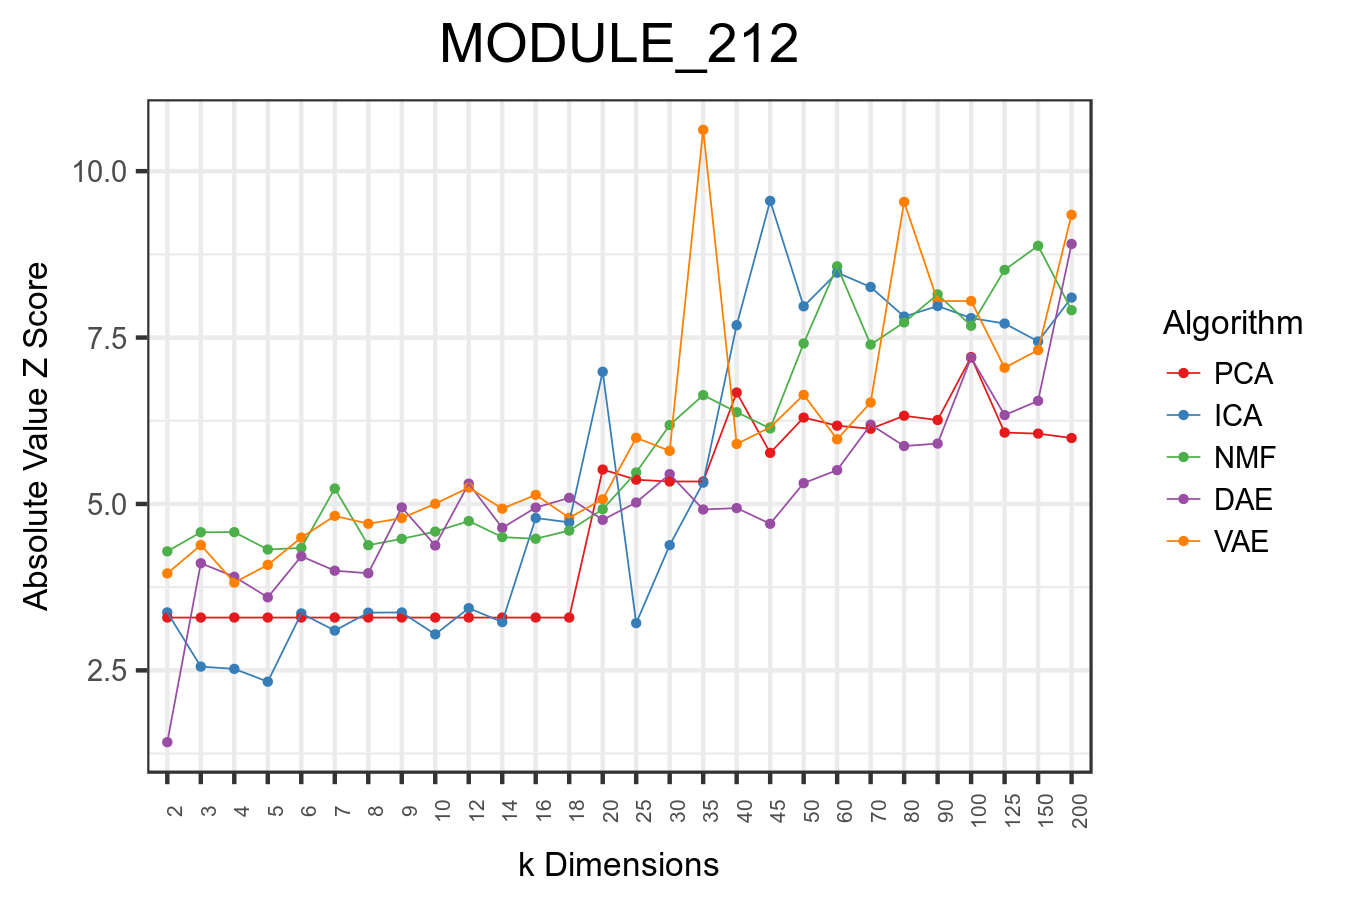 MODULE_212
Absolute Value Z Score
10.0
7.5
5.0
2.5
2 3 4 5 6 7 8 9 10 12 14 16 18 20 25 30 35 40 45 50 60 70 80 90 100 125 150 200
k Dimensions
Algorithm
PCA
ICA
NMF
DAE
VAE